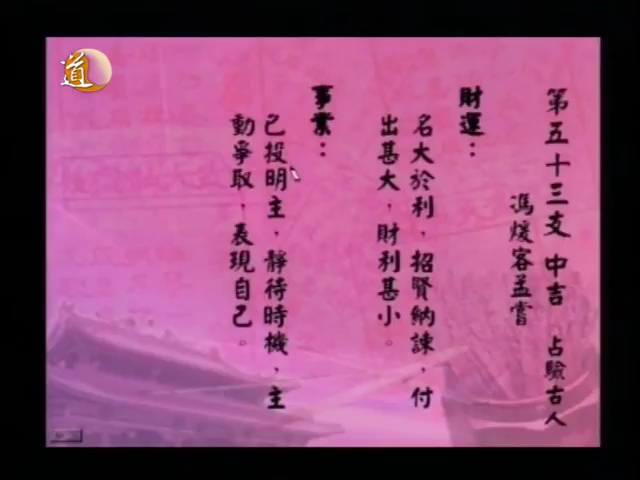 道
第五十三支 中吉 占驗古人
馮煖客孟嘗
財運：
名大於利，招賢納諫，付
出甚大，財利甚小。
事業：
已投明主，靜待時機，主
動爭取，表現自己。